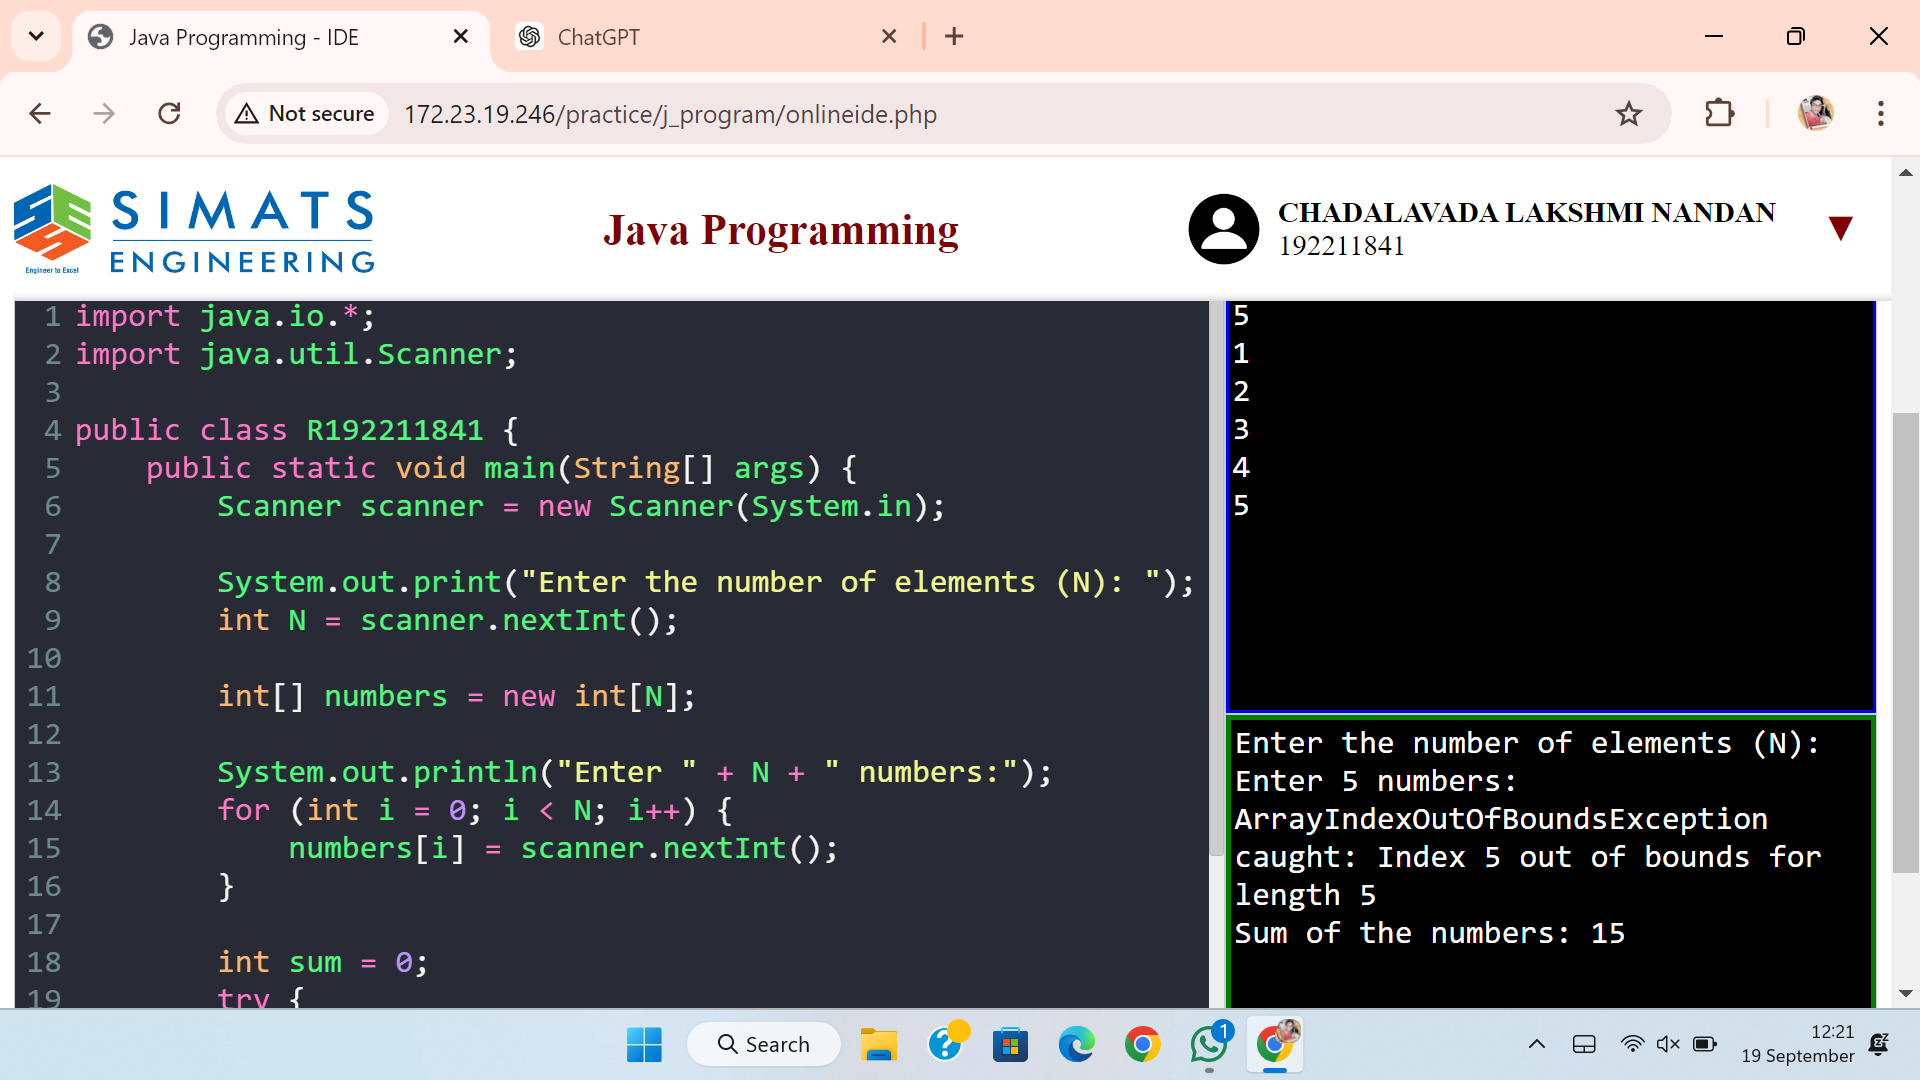 Java Programming - IDE
ChatGPT
Not secure
172.23.19.246/practice/j_program/onlineide.php
SIMATS
ENGINEERING
Engineer to Excel
Java Programming
CHADALAVADA LAKSHMI NANDAN
192211841
1 import java.io.*;
2 import java.util.Scanner;
3
4 public class R192211841 {
5     public static void main(String[] args) {
6         Scanner scanner = new Scanner(System.in);
7
8         System.out.print("Enter the number of elements (N): ");
9         int N = scanner.nextInt();
10
11         int[] numbers = new int[N];
12
13         System.out.println("Enter " + N + " numbers:");
14         for (int i = 0; i < N; i++) {
15             numbers[i] = scanner.nextInt();
16         }
17
18         int sum = 0;
19         try {
5
1
2
3
4
5
Enter the number of elements (N):
Enter 5 numbers:
ArrayIndexOutOfBoundsException
caught: Index 5 out of bounds for
length 5
Sum of the numbers: 15
Search
1
12:21
19 September